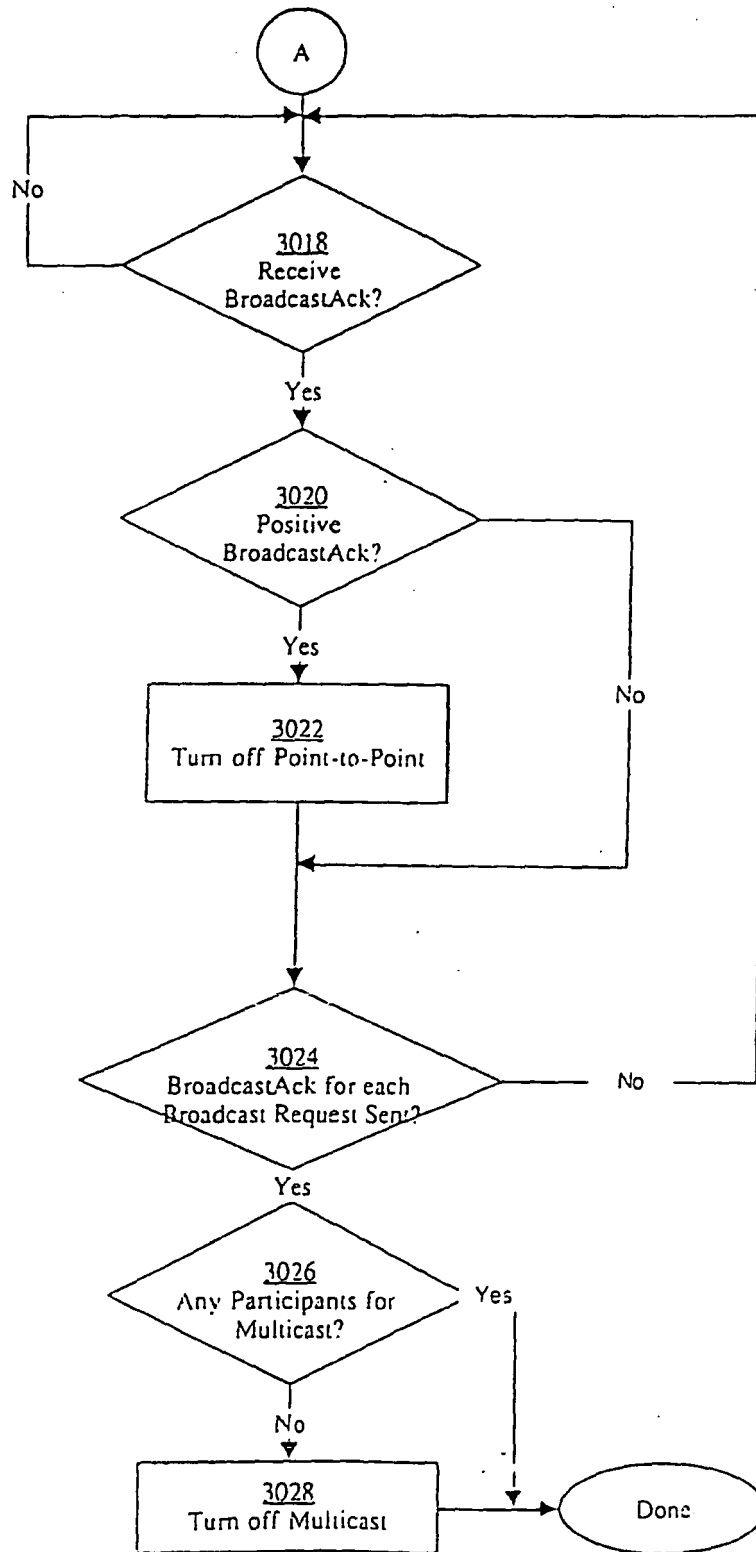 A
No
3018
Receive
BroadcastAck?
Yes
3020
Positive
BroadcastAck?
Yes
No
3022
Turn off Point-to-Point
3024
BroadcastAck for each
Broadcast Request Sent?
No
Yes
3026
Any Participants for
Multicast?
Yes
No
3028
Turn off Multicast
Done